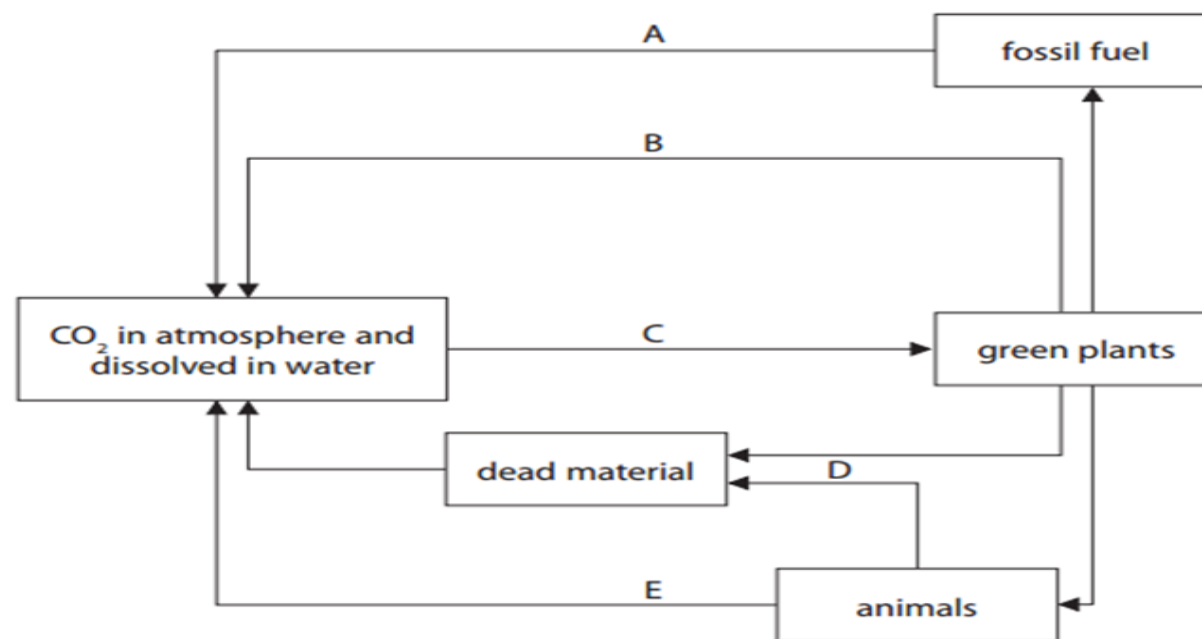 A
fossil fuel
B
CO₂ in atmosphere and
dissolved in water
C
green plants
dead material
D
E
animals